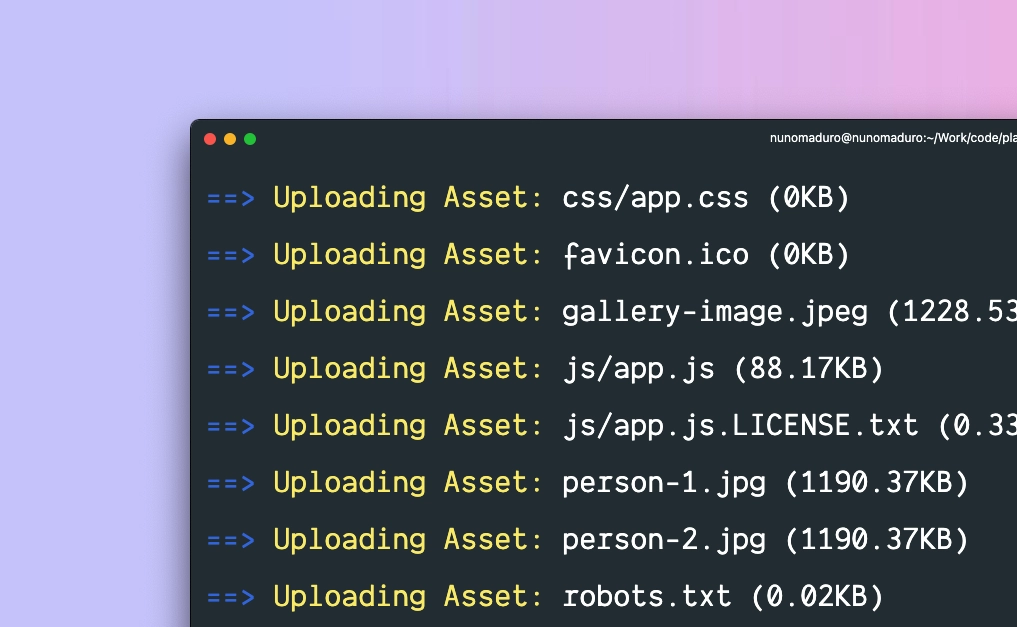 nunomaduro@nunomaduro:~/Work/code/pla
==> Uploading Asset: css/app.css (0KB)
==> Uploading Asset: favicon.ico (0KB)
==> Uploading Asset: gallery-image.jpeg (1228.53
==> Uploading Asset: js/app.js (88.17KB)
==> Uploading Asset: js/app.js.LICENSE.txt (0.33
==> Uploading Asset: person-1.jpg (1190.37KB)
==> Uploading Asset: person-2.jpg (1190.37KB)
==> Uploading Asset: robots.txt (0.02KB)